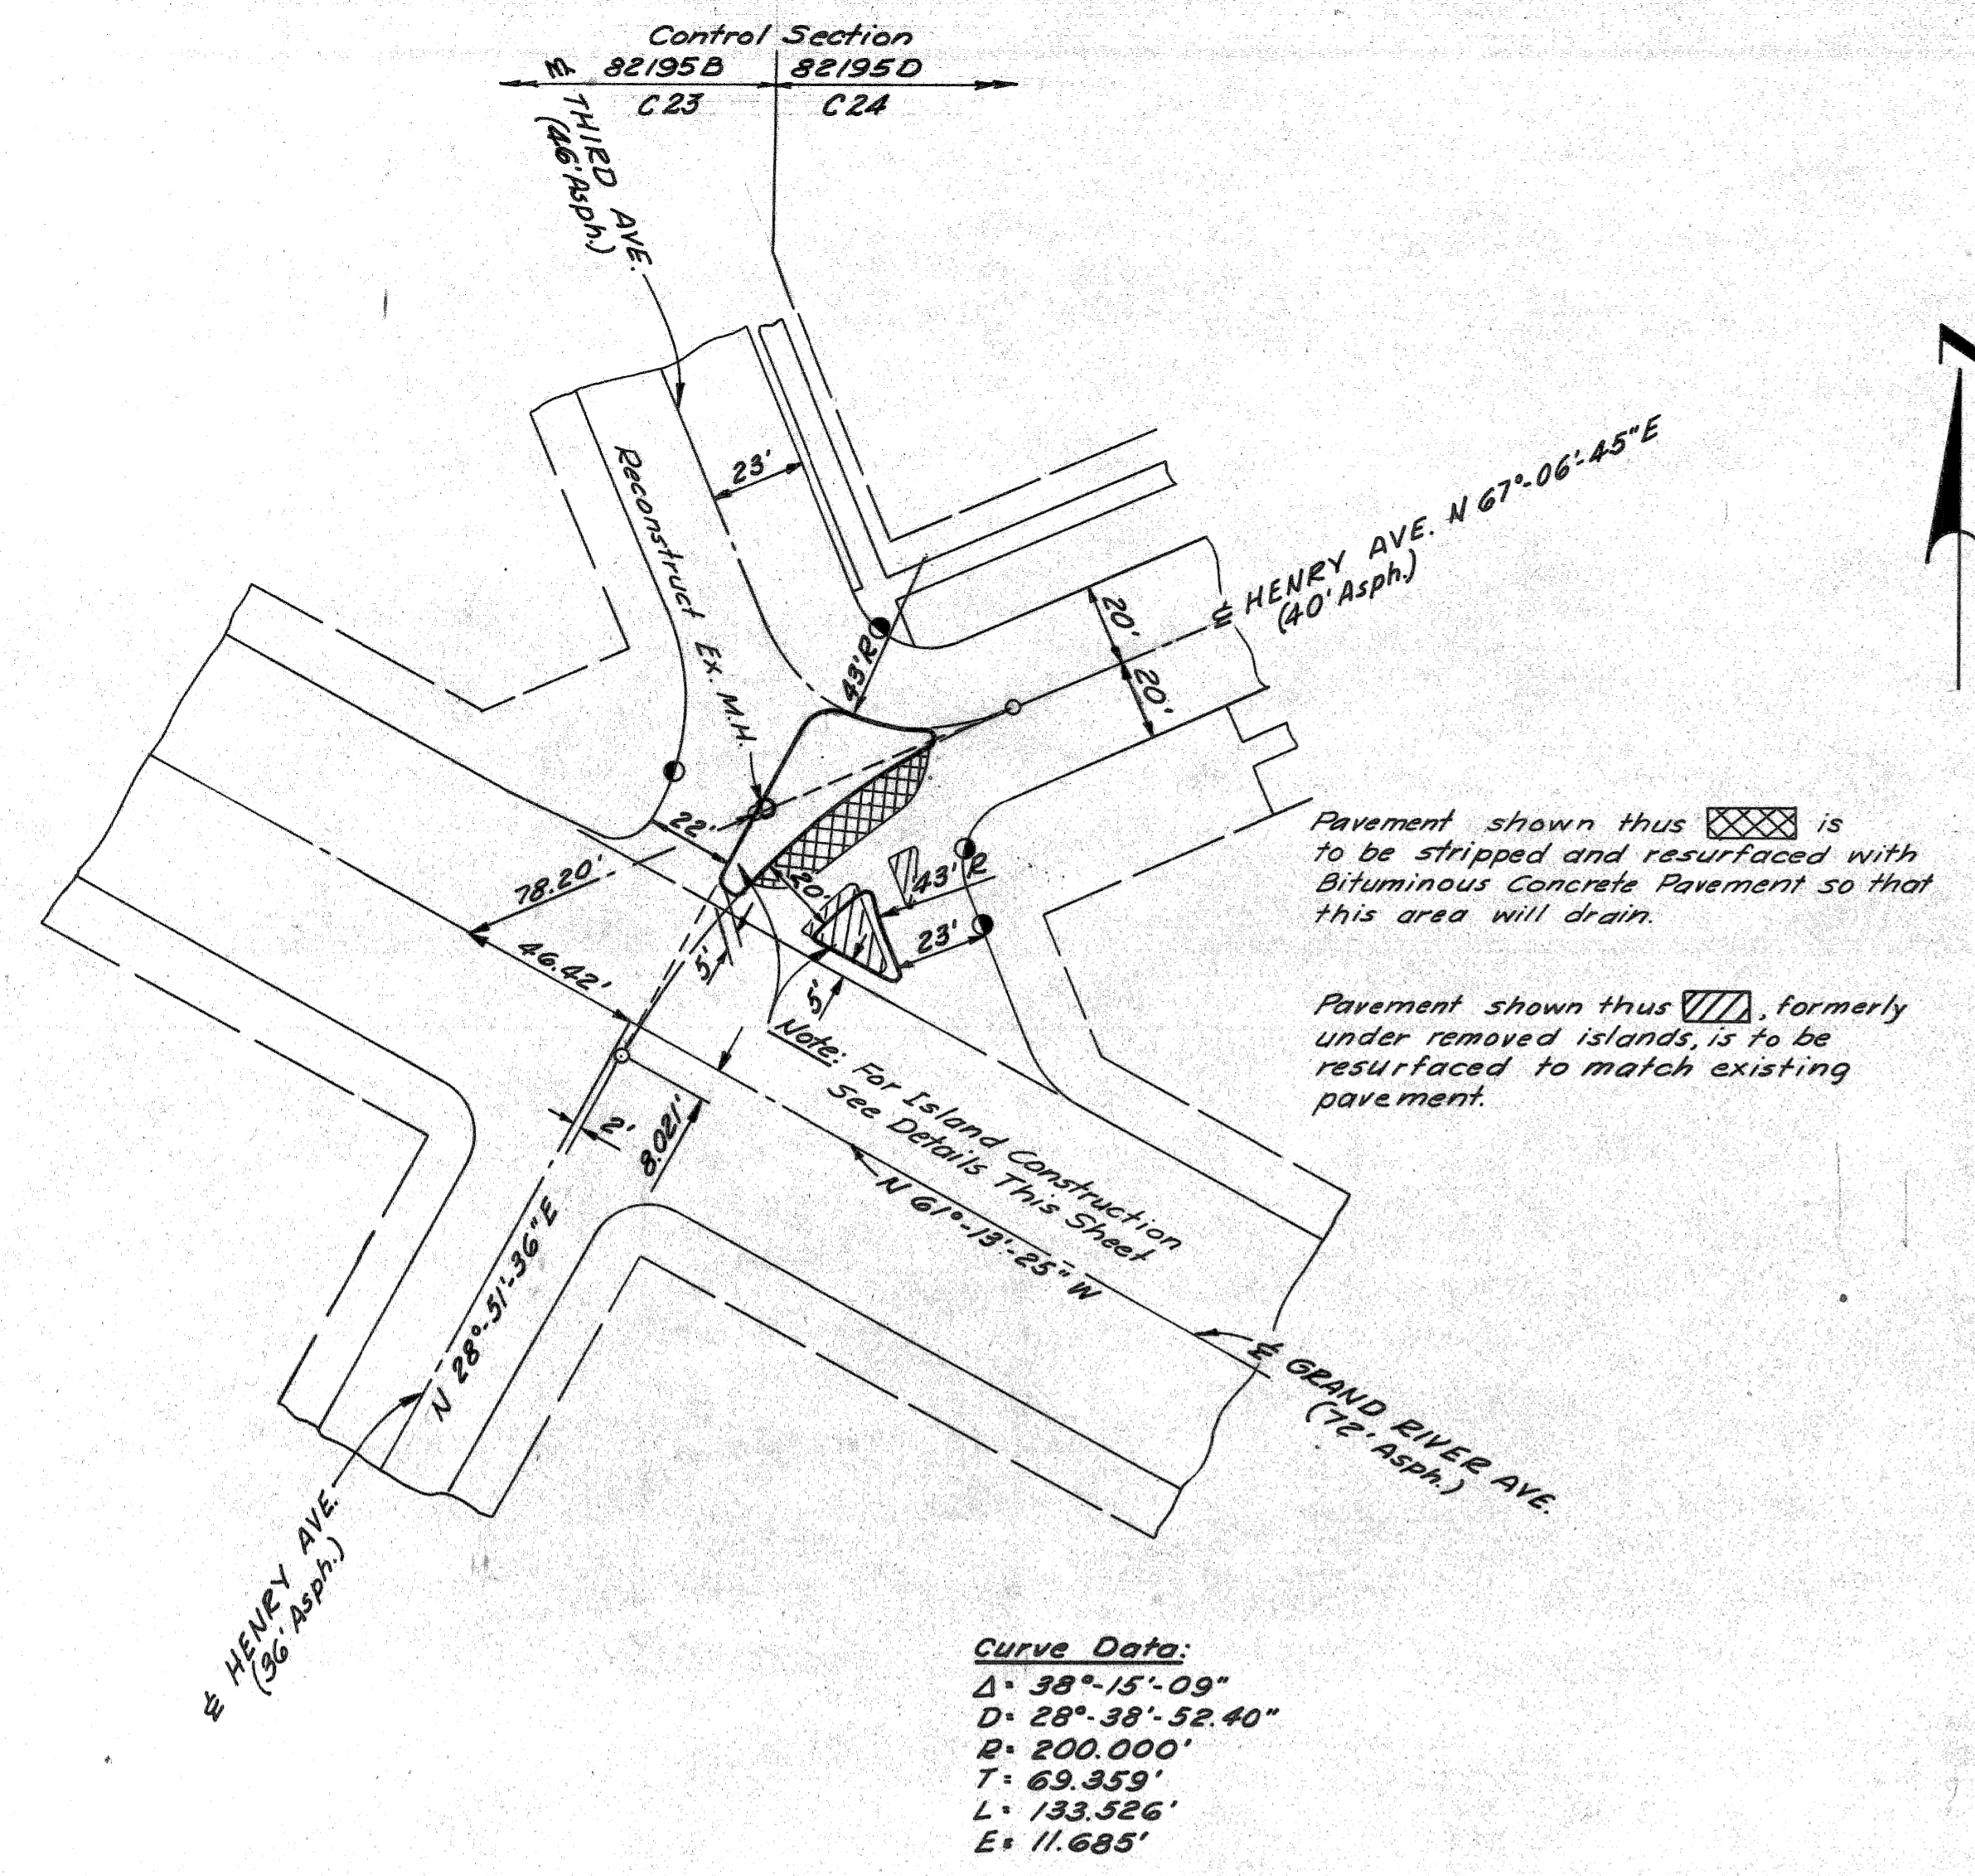 Control Section
82195B 82195D
C23 C24
℄ THIRD AVE.
(46' Asph.)
N
23'
Reconstruct Ex. M.H.
℄ HENRY AVE. N 67°-06'-45"E
(40' Asph.)
20'
20'
43'R
22'
78.20'
46.42'
20'
43' R
23'
5'
5'
2'
8.021'
Pavement shown thus is
to be stripped and resurfaced with
Bituminous Concrete Pavement so that
this area will drain.
Pavement shown thus , formerly
under removed islands, is to be
resurfaced to match existing
pavement.
Note: For Island Construction
See Details This Sheet
N 61°-13'-25" W
N 28°-51'-36" E
℄ GRAND RIVER AVE.
(72' Asph.)
℄ HENRY AVE.
(36' Asph.)
Curve Data:
Δ= 38°-15'-09"
D= 28°-38'-52.40"
R= 200.000'
T= 69.359'
L= 133.526'
E= 11.685'